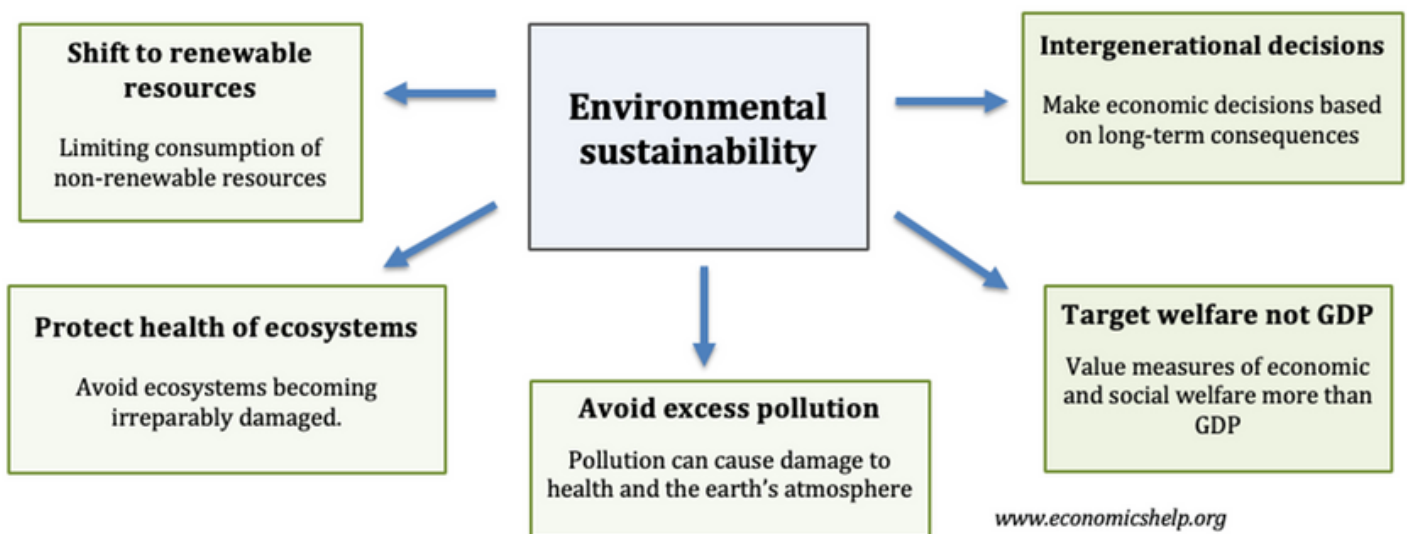 Shift to renewable
resources
Limiting consumption of
non-renewable resources
Environmental
sustainability
Intergenerational decisions
Make economic decisions based
on long-term consequences
Protect health of ecosystems
Avoid ecosystems becoming
irreparably damaged.
Avoid excess pollution
Pollution can cause damage to
health and the earth’s atmosphere
Target welfare not GDP
Value measures of economic
and social welfare more than
GDP
www.economicshelp.org